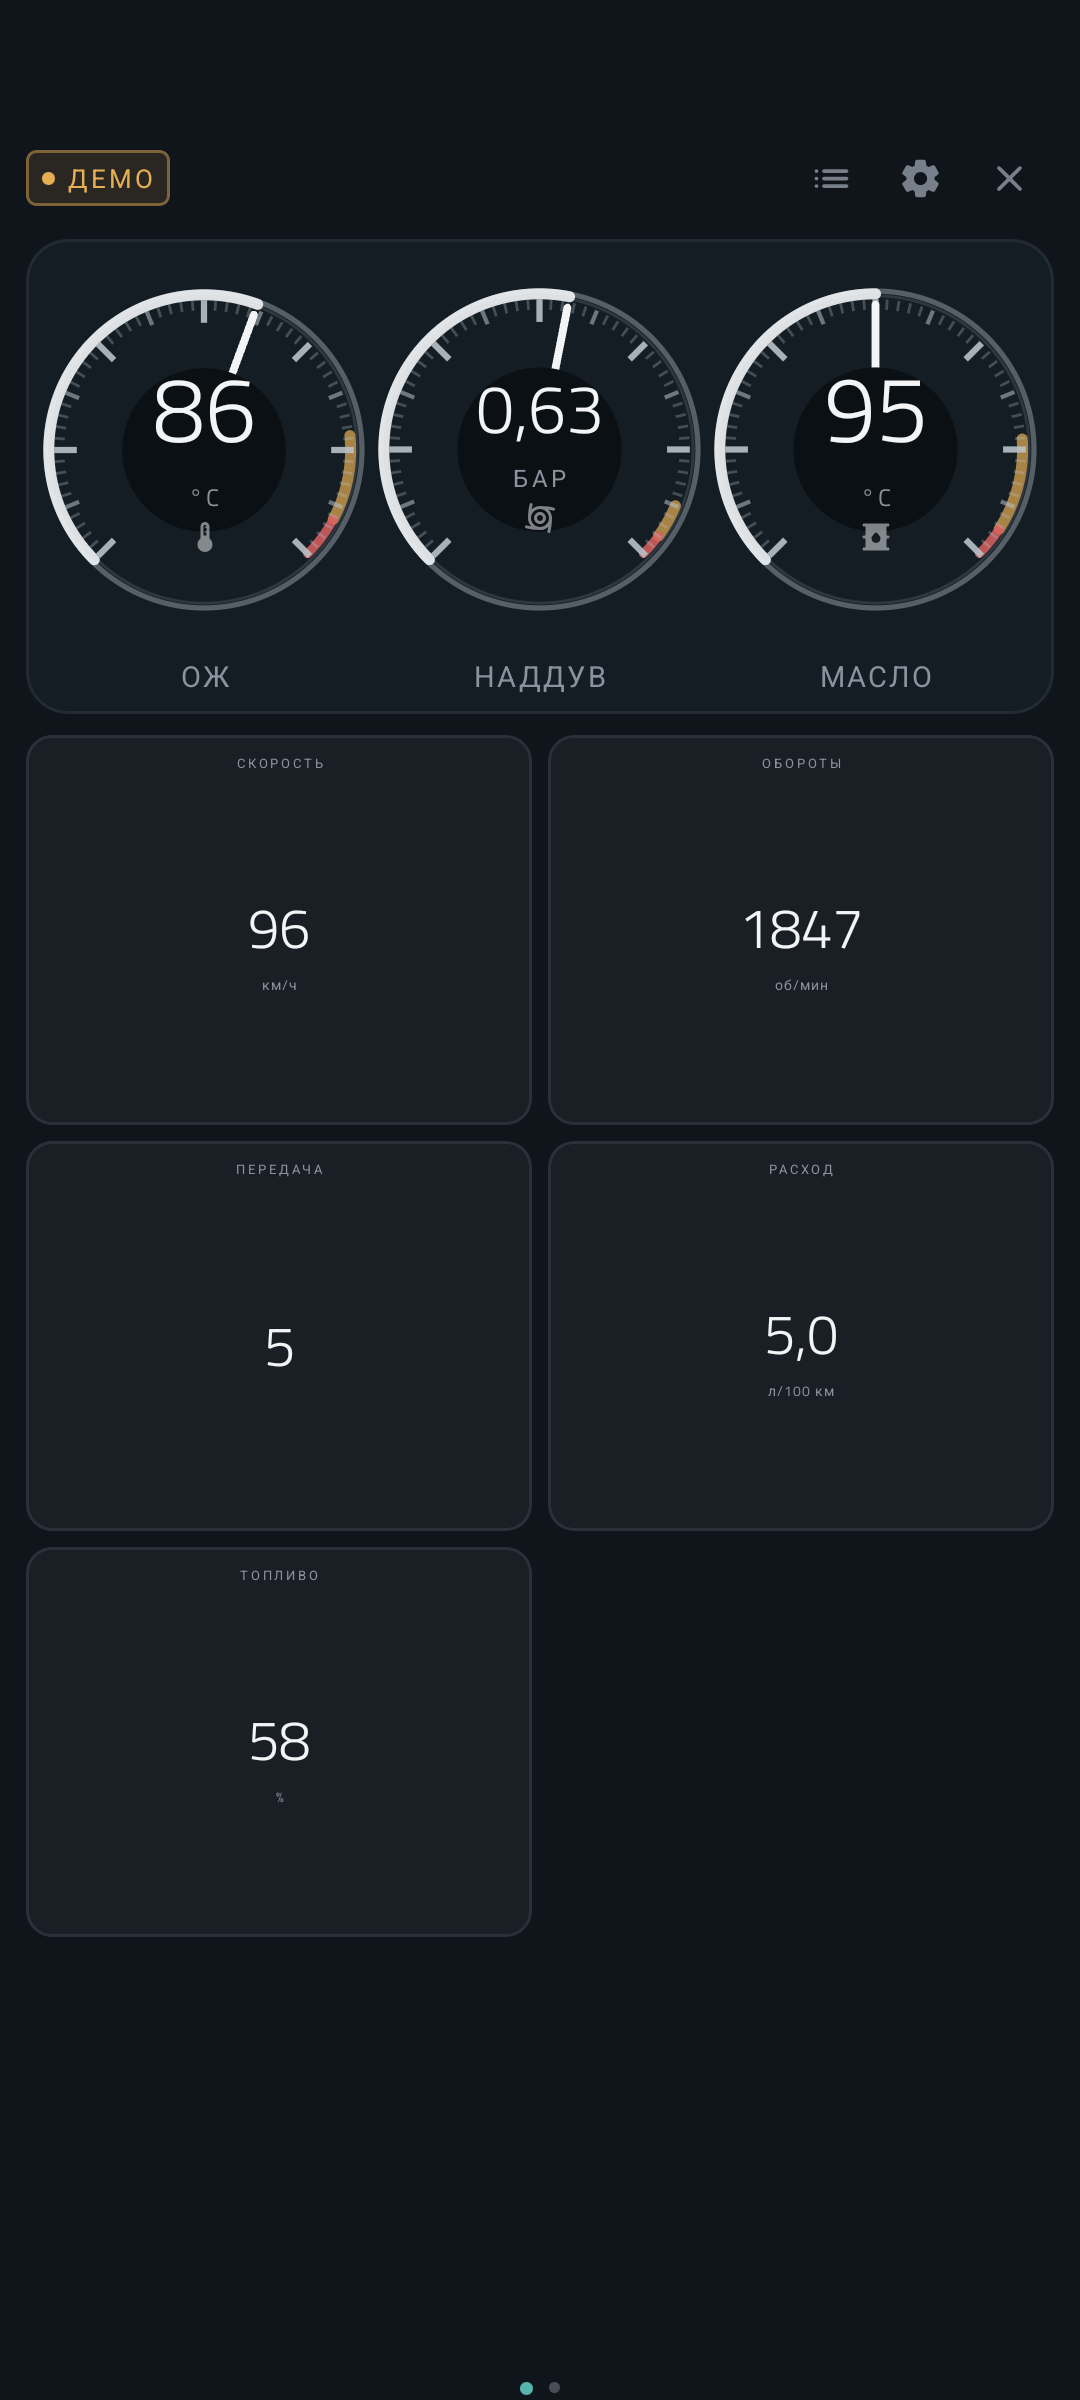 ДЕМО
86
°C
0,63
БАР
95
°C
ОЖ
НАДДУВ
МАСЛО
СКОРОСТЬ
96
км/ч
ОБОРОТЫ
1847
об/мин
ПЕРЕДАЧА
5
РАСХОД
5,0
л/100 км
ТОПЛИВО
58
%